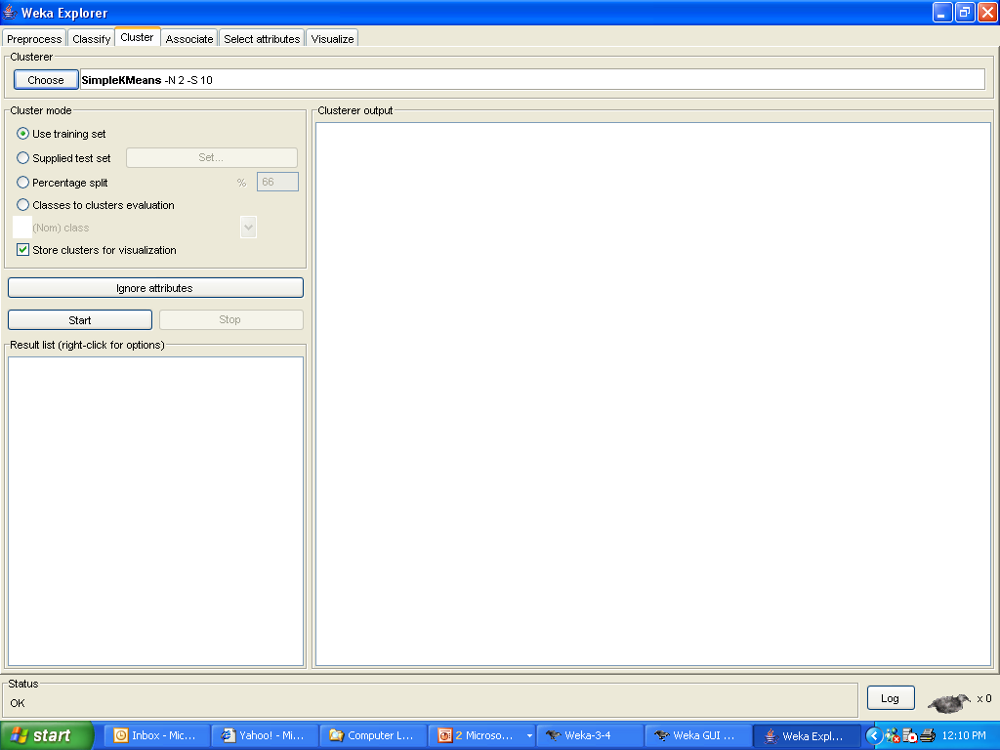 Weka Explorer
Preprocess Classify Cluster Associate Select attributes Visualize
Clusterer
Choose SimpleKMeans -N 2 -S 10
Cluster mode
Use training set
Supplied test set Set...
Percentage split % 66
Classes to clusters evaluation
(Nom) class
Store clusters for visualization
Ignore attributes
Start Stop
Result list (right-click for options)
Clusterer output
Status
OK
Log x 0
start Inbox - Mic... Yahoo! - Mi... Computer L... 2 Microso... Weka-3-4 Weka GUI ... Weka Expl... 12:10 PM